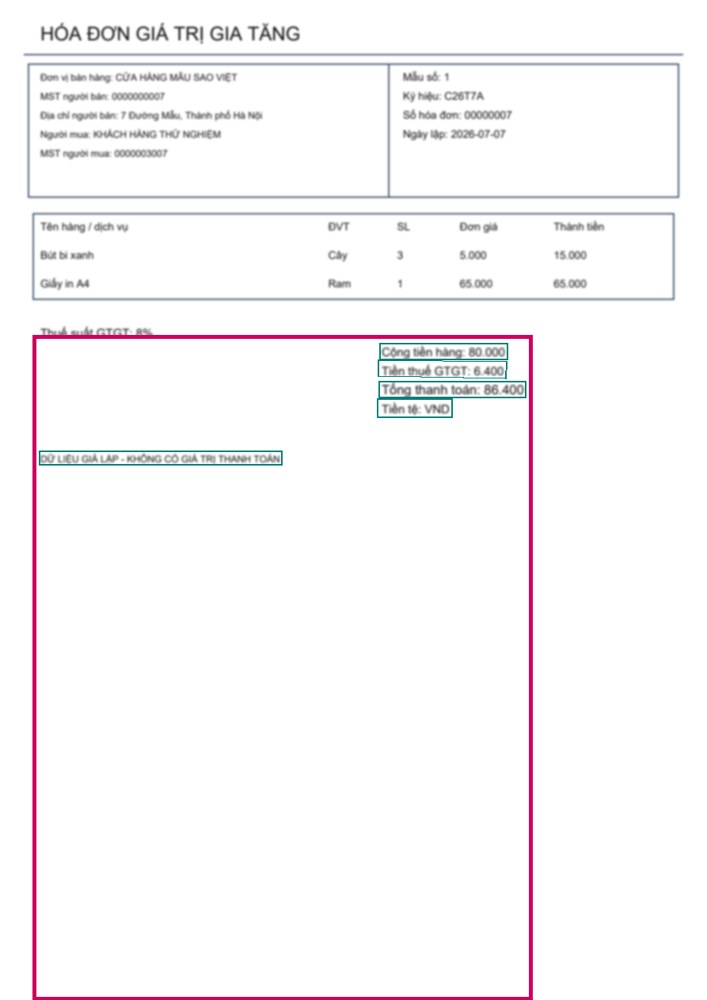 HÓA ĐƠN GIÁ TRỊ GIA TĂNG
Đơn vị bán hàng: CỬA HÀNG MẪU SAO VIỆT
MST người bán: 0000000007
Địa chỉ người bán: 7 Đường Mẫu, Thành phố Hà Nội
Người mua: KHÁCH HÀNG THỬ NGHIỆM
MST người mua: 0000003007
Mẫu số: 1
Ký hiệu: C26T7A
Số hóa đơn: 00000007
Ngày lập: 2026-07-07
Tên hàng / dịch vụ ĐVT SL Đơn giá Thành tiền
Bút bi xanh Cây 3 5.000 15.000
Giấy in A4 Ram 1 65.000 65.000
Thuế suất GTGT: 8%
Cộng tiền hàng: 80.000
Tiền thuế GTGT: 6.400
Tổng thanh toán: 86.400
Tiền tệ: VND
DỮ LIỆU GIẢ LẬP - KHÔNG CÓ GIÁ TRỊ THANH TOÁN